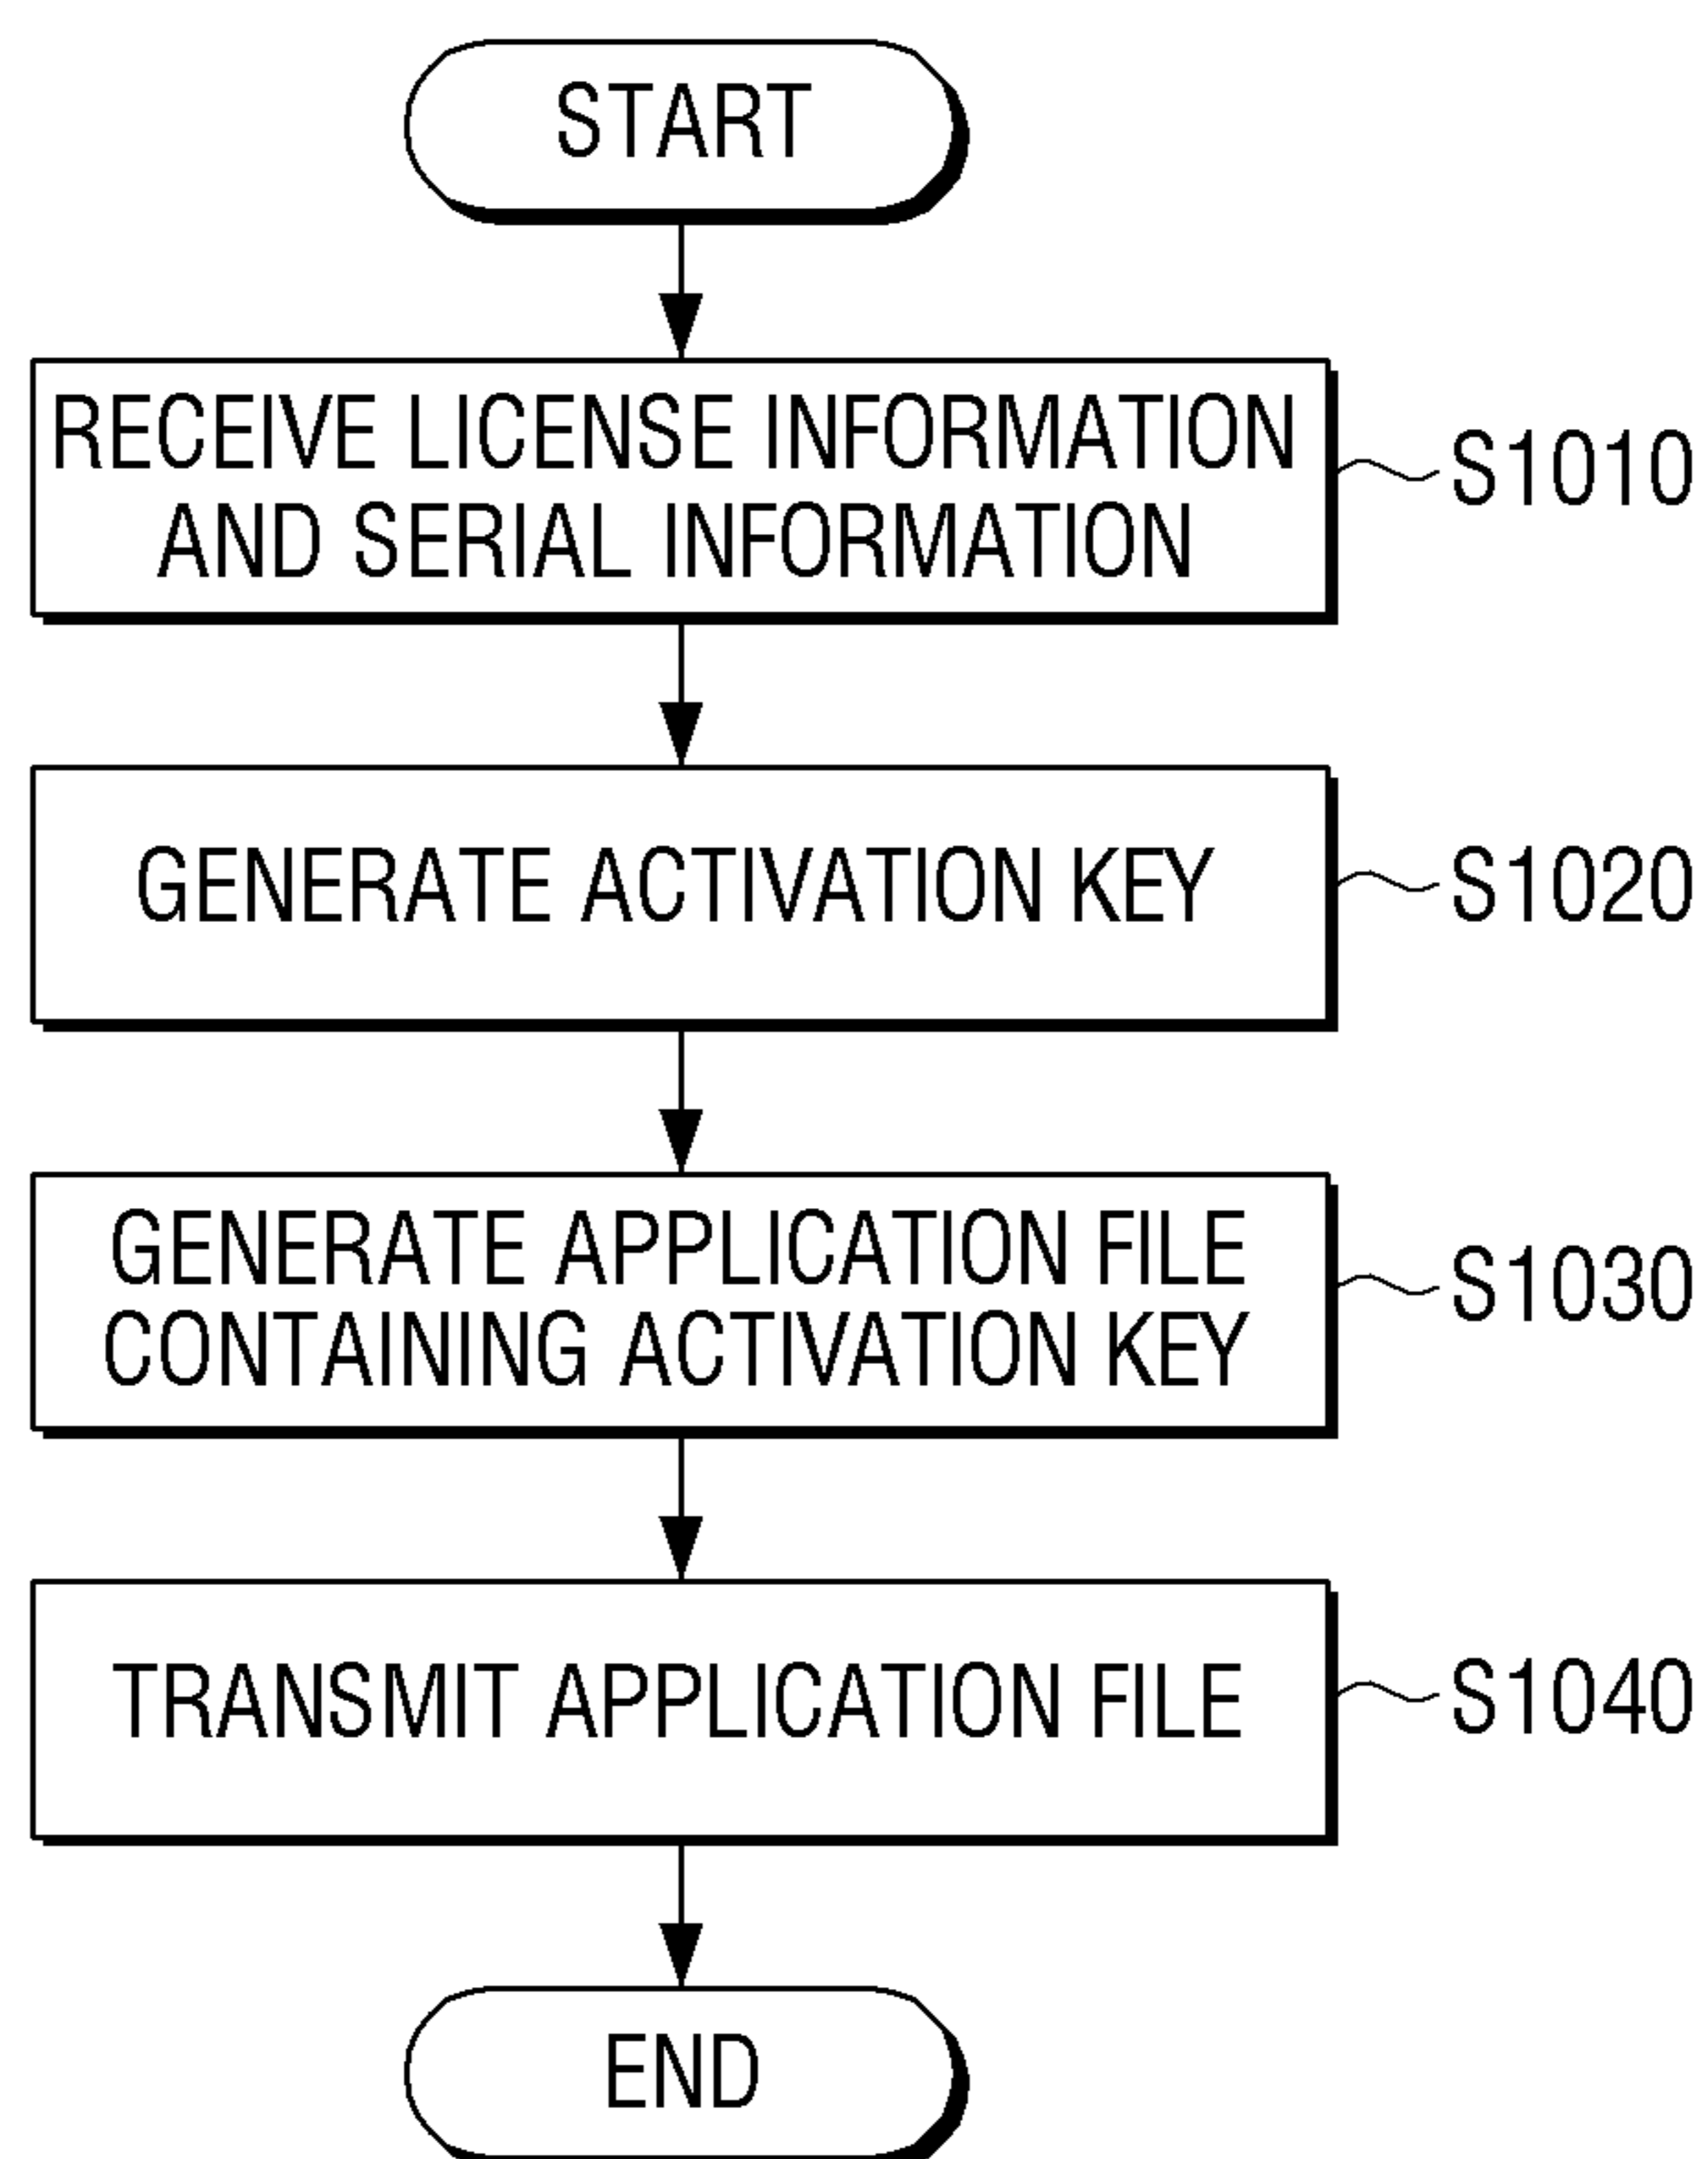 START
RECEIVE LICENSE INFORMATION
AND SERIAL INFORMATION
S1010
GENERATE ACTIVATION KEY
S1020
GENERATE APPLICATION FILE
CONTAINING ACTIVATION KEY
S1030
TRANSMIT APPLICATION FILE
S1040
END